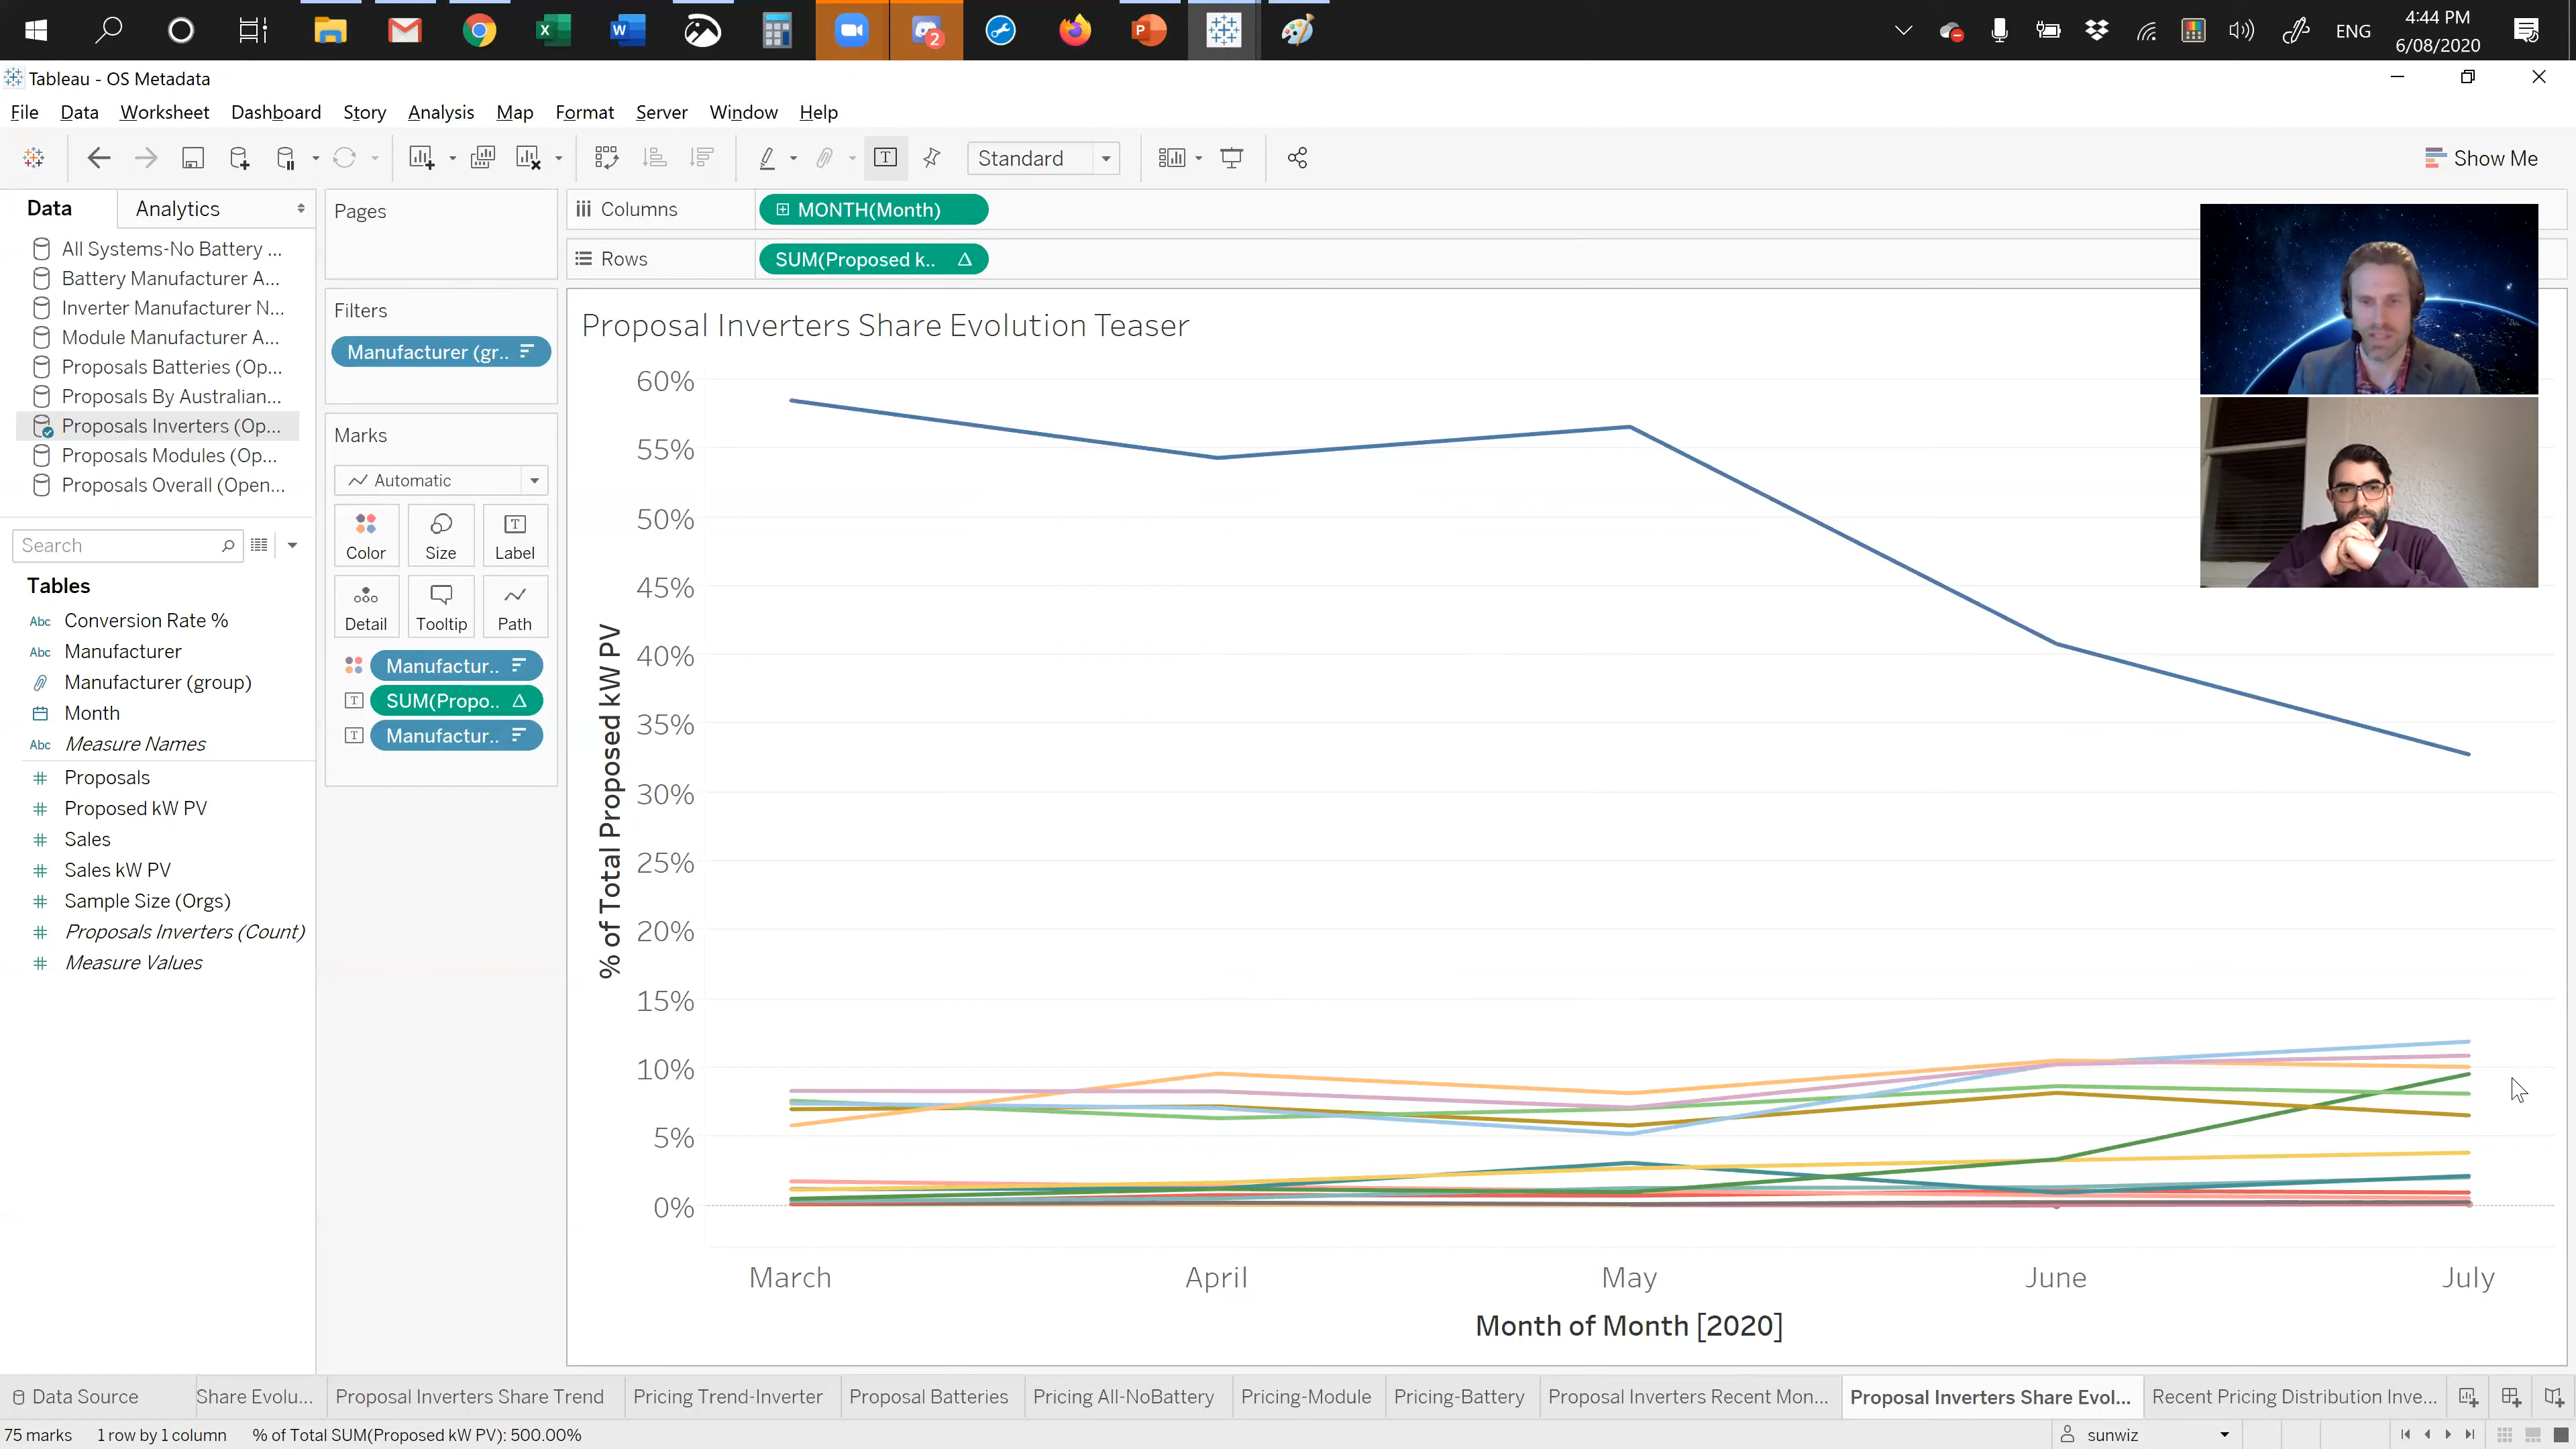 4:44 PM
ENG
6/08/2020
2
Tableau - OS Metadata
File Data Worksheet Dashboard Story Analysis Map Format Server Window Help
Standard
Show Me
Data
Analytics
All Systems-No Battery ...
Battery Manufacturer A...
Inverter Manufacturer N...
Module Manufacturer A...
Proposals Batteries (Op...
Proposals By Australian...
Proposals Inverters (Op...
Proposals Modules (Op...
Proposals Overall (Open...
Search
Tables
Abc Conversion Rate %
Abc Manufacturer
Manufacturer (group)
Month
Abc Measure Names
# Proposals
# Proposed kW PV
# Sales
# Sales kW PV
# Sample Size (Orgs)
# Proposals Inverters (Count)
# Measure Values
Pages
Filters
Manufacturer (gr..
Marks
Automatic
Color Size Label
Detail Tooltip Path
Manufactur..
SUM(Propo.. Δ
Manufactur..
Columns
MONTH(Month)
Rows
SUM(Proposed k.. Δ
Proposal Inverters Share Evolution Teaser
60%
55%
50%
45%
40%
35%
30%
25%
20%
15%
10%
5%
0%
% of Total Proposed kW PV
March April May June July
Month of Month [2020]
Data Source
Share Evolu...
Proposal Inverters Share Trend
Pricing Trend-Inverter
Proposal Batteries
Pricing All-NoBattery
Pricing-Module
Pricing-Battery
Proposal Inverters Recent Mon...
Proposal Inverters Share Evol...
Recent Pricing Distribution Inve...
75 marks 1 row by 1 column % of Total SUM(Proposed kW PV): 500.00%
sunwiz